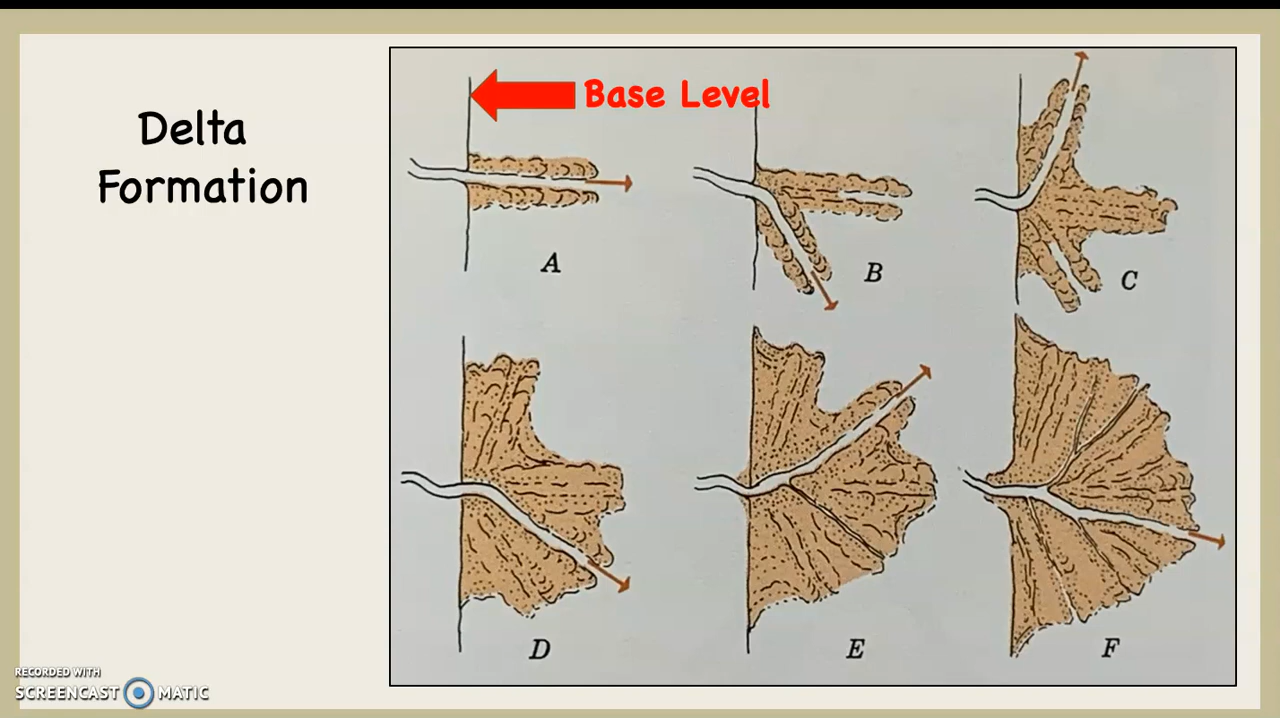 Delta
Formation
Base Level
A
B
C
D
E
F
RECORDED WITH
SCREENCAST MATIC